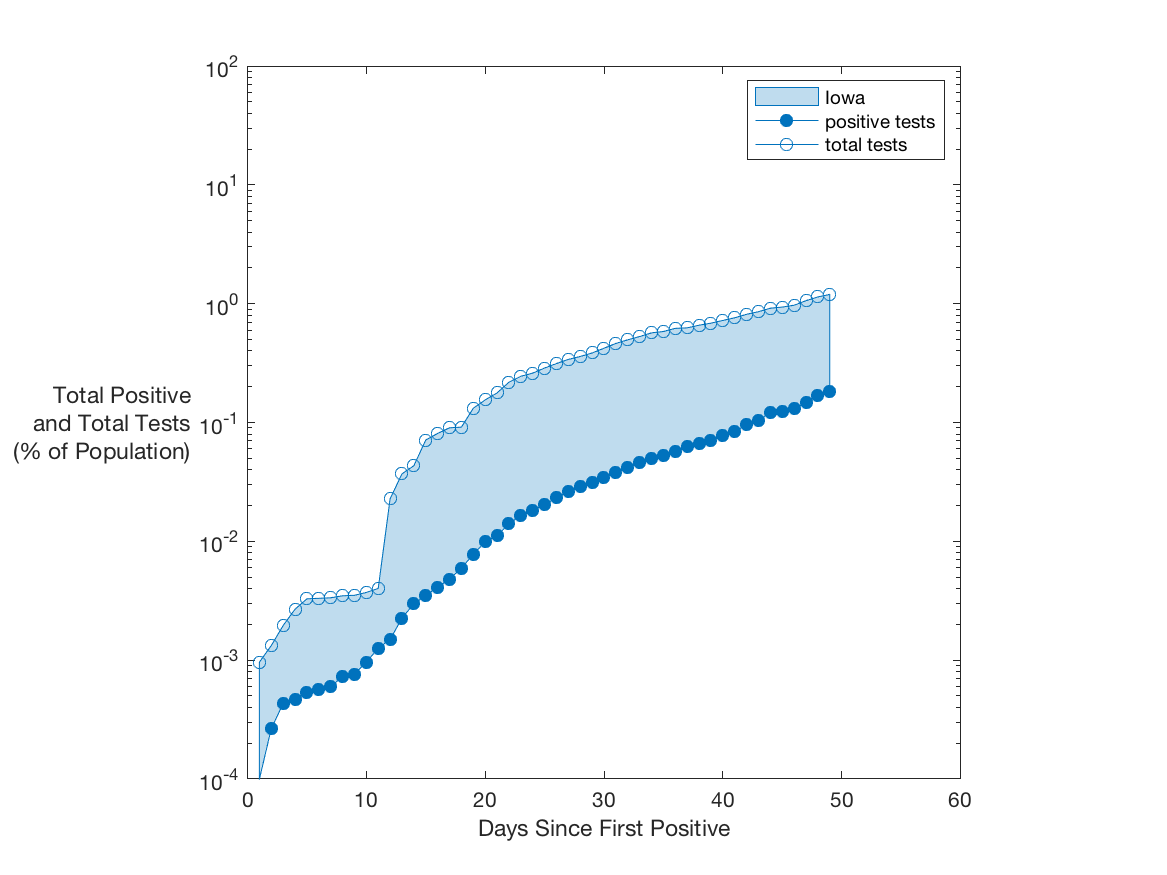 10^2
10^1
10^0
10^-1
10^-2
10^-3
10^-4
Total Positive
and Total Tests
(% of Population)
Iowa
positive tests
total tests
0 10 20 30 40 50 60
Days Since First Positive